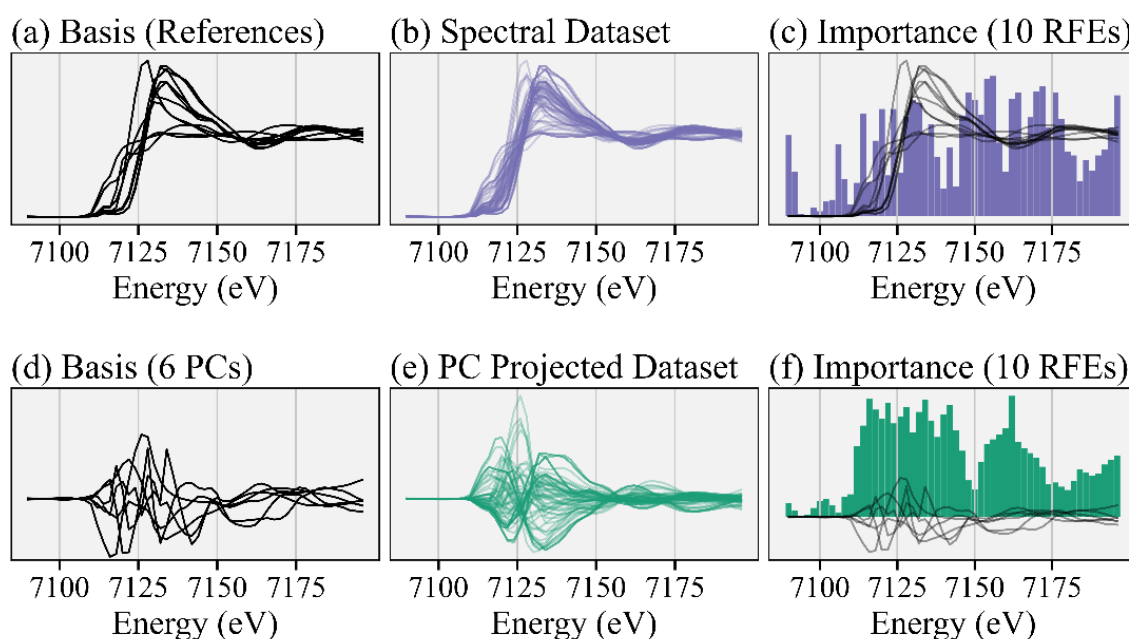 (a) Basis (References)
(b) Spectral Dataset
(c) Importance (10 RFEs)
7100 7125 7150 7175
Energy (eV)
7100 7125 7150 7175
Energy (eV)
7100 7125 7150 7175
Energy (eV)
(d) Basis (6 PCs)
(e) PC Projected Dataset
(f) Importance (10 RFEs)
7100 7125 7150 7175
Energy (eV)
7100 7125 7150 7175
Energy (eV)
7100 7125 7150 7175
Energy (eV)